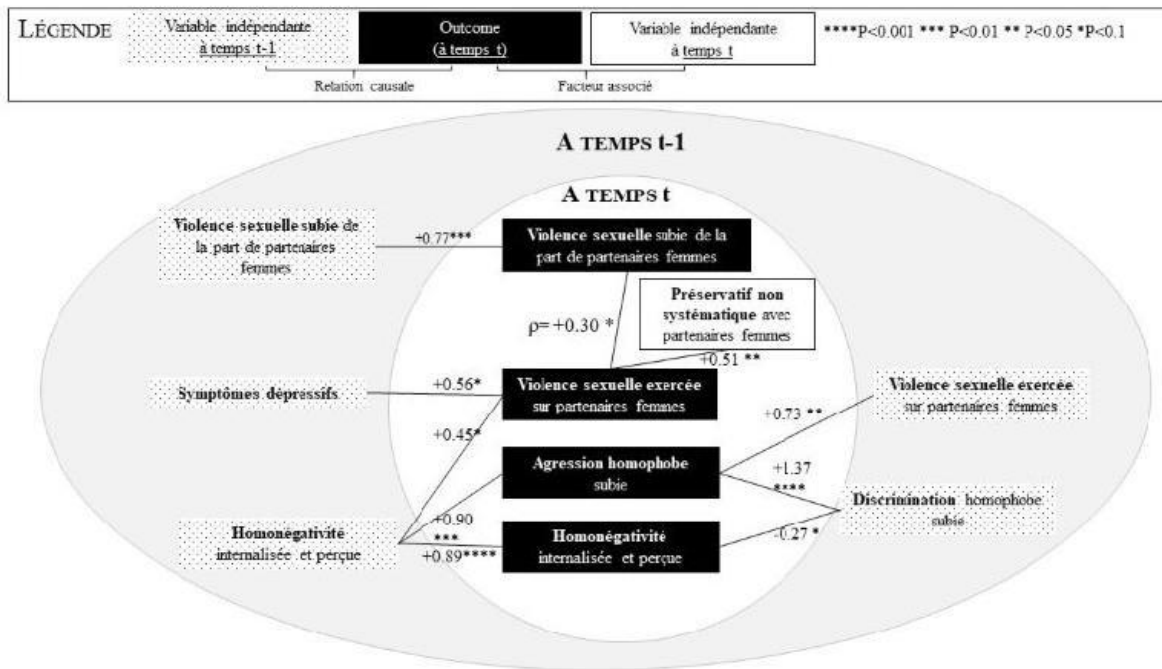 LÉGENDE
Variable indépendante
à temps t-1
Outcome
(à temps t)
Variable indépendante
à temps t
****P<0.001 *** P<0.01 ** P<0.05 *P<0.1
Relation causale
Facteur associé
A TEMPS t-1
A TEMPS t
Violence sexuelle subie de
la part de partenaires
femmes
+0.77***
Violence sexuelle subie de la
part de partenaires femmes
Préservatif non
systématique avec
partenaires femmes
ρ= +0.30 *
+0.51 **
Symptômes dépressifs
+0.56*
Violence sexuelle exercée
sur partenaires femmes
Violence sexuelle exercée
sur partenaires femmes
+0.73 **
+0.45*
Agression homophobe
subie
+1.37
****
Discrimination homophobe
subie
Homonégativité
internalisée et perçue
+0.90
***
+0.89****
Homonégativité
internalisée et perçue
-0.27 *